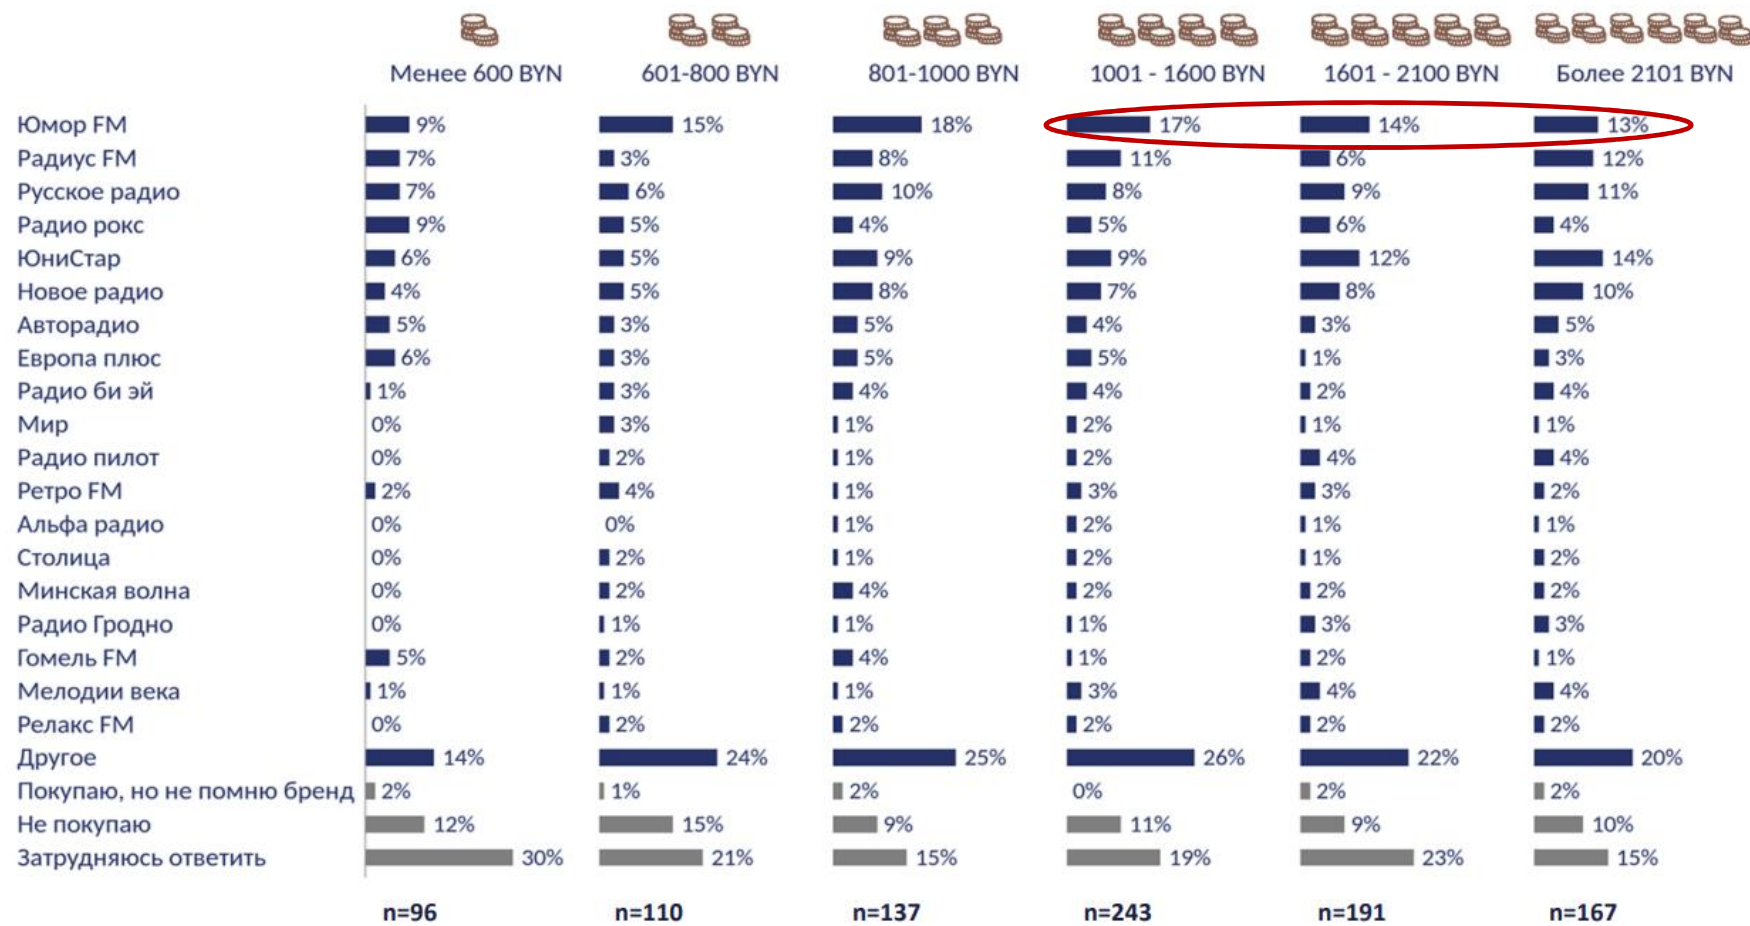 Менее 600 BYN 601-800 BYN 801-1000 BYN 1001 - 1600 BYN 1601 - 2100 BYN Более 2101 BYN
Юмор FM 9% 15% 18% 17% 14% 13%
Радиус FM 7% 3% 8% 11% 6% 12%
Русское радио 7% 6% 10% 8% 9% 11%
Радио рокс 9% 5% 4% 5% 6% 4%
ЮниСтар 6% 5% 9% 9% 12% 14%
Новое радио 4% 5% 8% 7% 8% 10%
Авторадио 5% 3% 5% 4% 3% 5%
Европа плюс 6% 3% 5% 5% 1% 3%
Радио би эй 1% 3% 4% 4% 2% 4%
Мир 0% 3% 1% 2% 1% 1%
Радио пилот 0% 2% 1% 2% 4% 4%
Ретро FM 2% 4% 1% 3% 3% 2%
Альфа радио 0% 0% 1% 2% 1% 1%
Столица 0% 2% 1% 2% 1% 2%
Минская волна 0% 2% 4% 2% 2% 2%
Радио Гродно 0% 1% 1% 1% 3% 3%
Гомель FM 5% 2% 4% 1% 2% 1%
Мелодии века 1% 1% 1% 3% 4% 4%
Релакс FM 0% 2% 2% 2% 2% 2%
Другое 14% 24% 25% 26% 22% 20%
Покупаю, но не помню бренд 2% 1% 2% 0% 2% 2%
Не покупаю 12% 15% 9% 11% 9% 10%
Затрудняюсь ответить 30% 21% 15% 19% 23% 15%
n=96 n=110 n=137 n=243 n=191 n=167